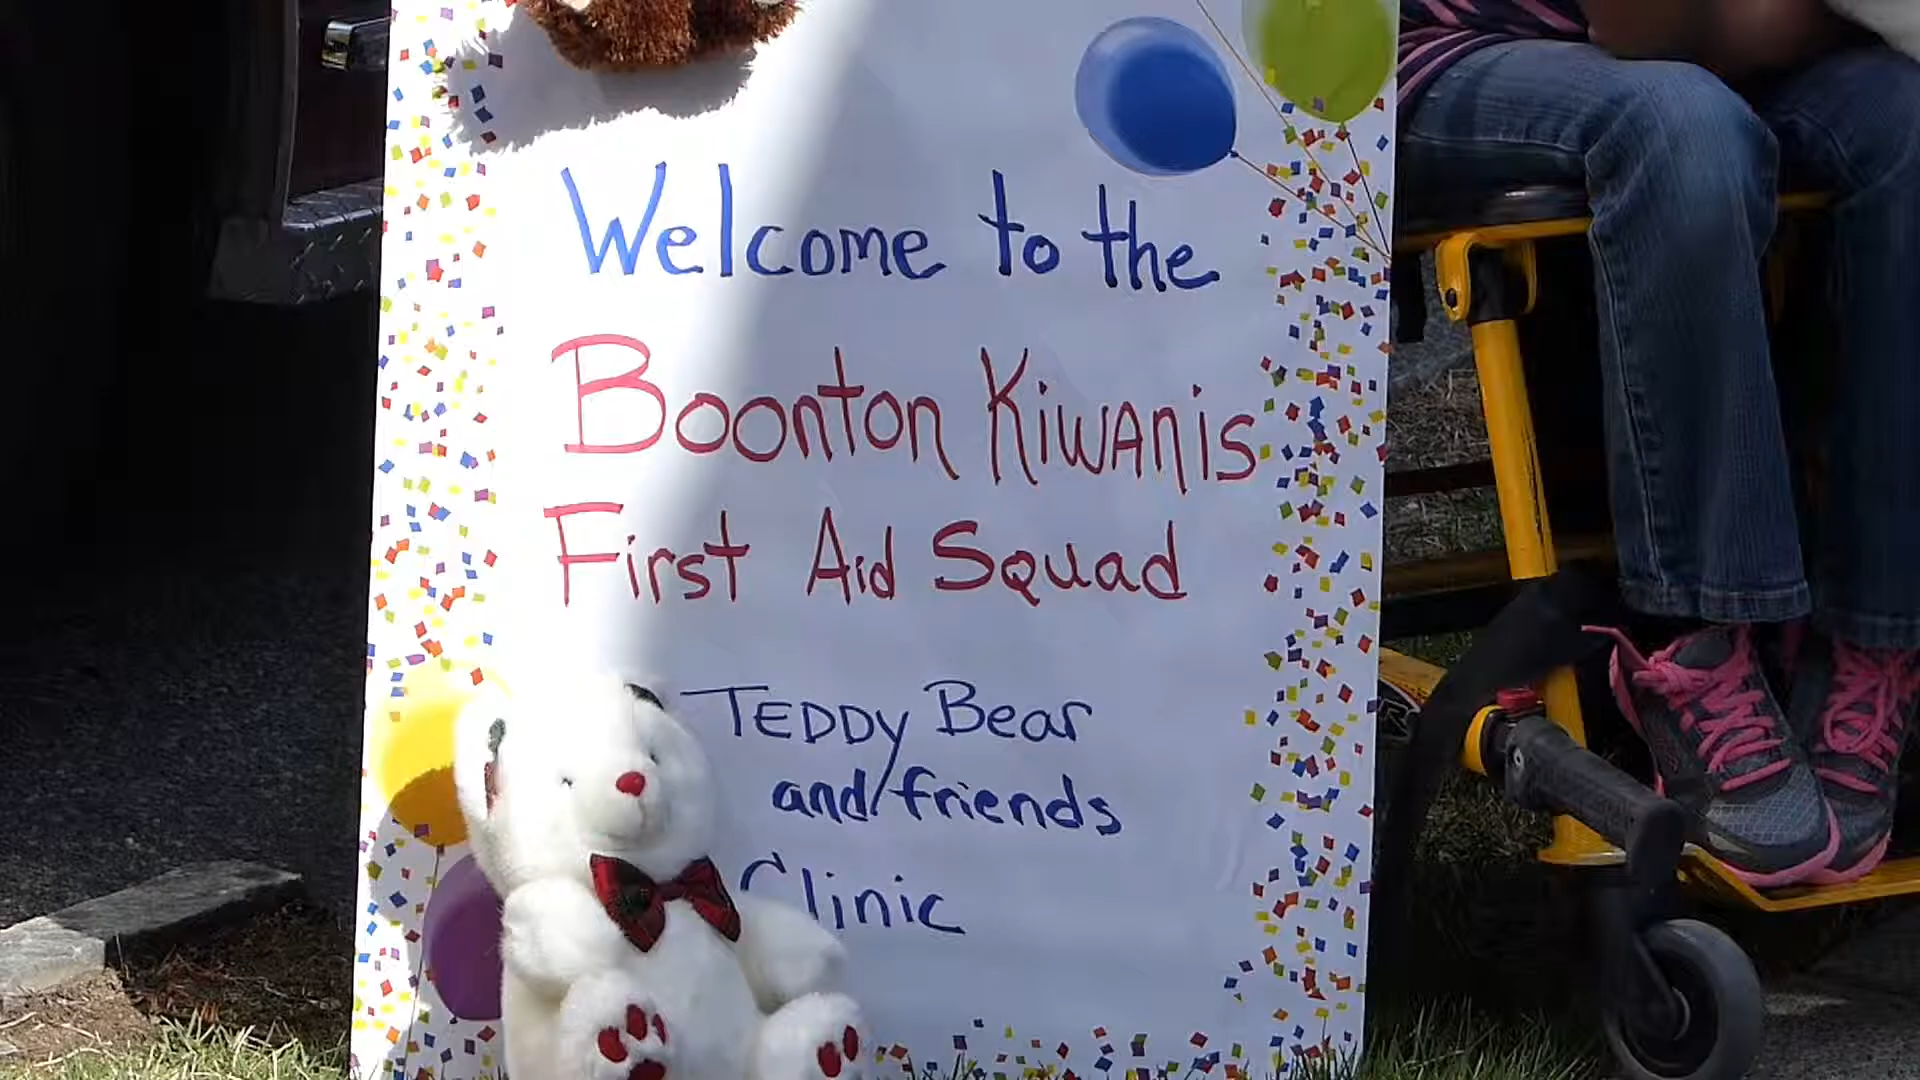 Welcome to the
Boonton Kiwanis
First Aid Squad
TEDDY Bear
and friends
Clinic